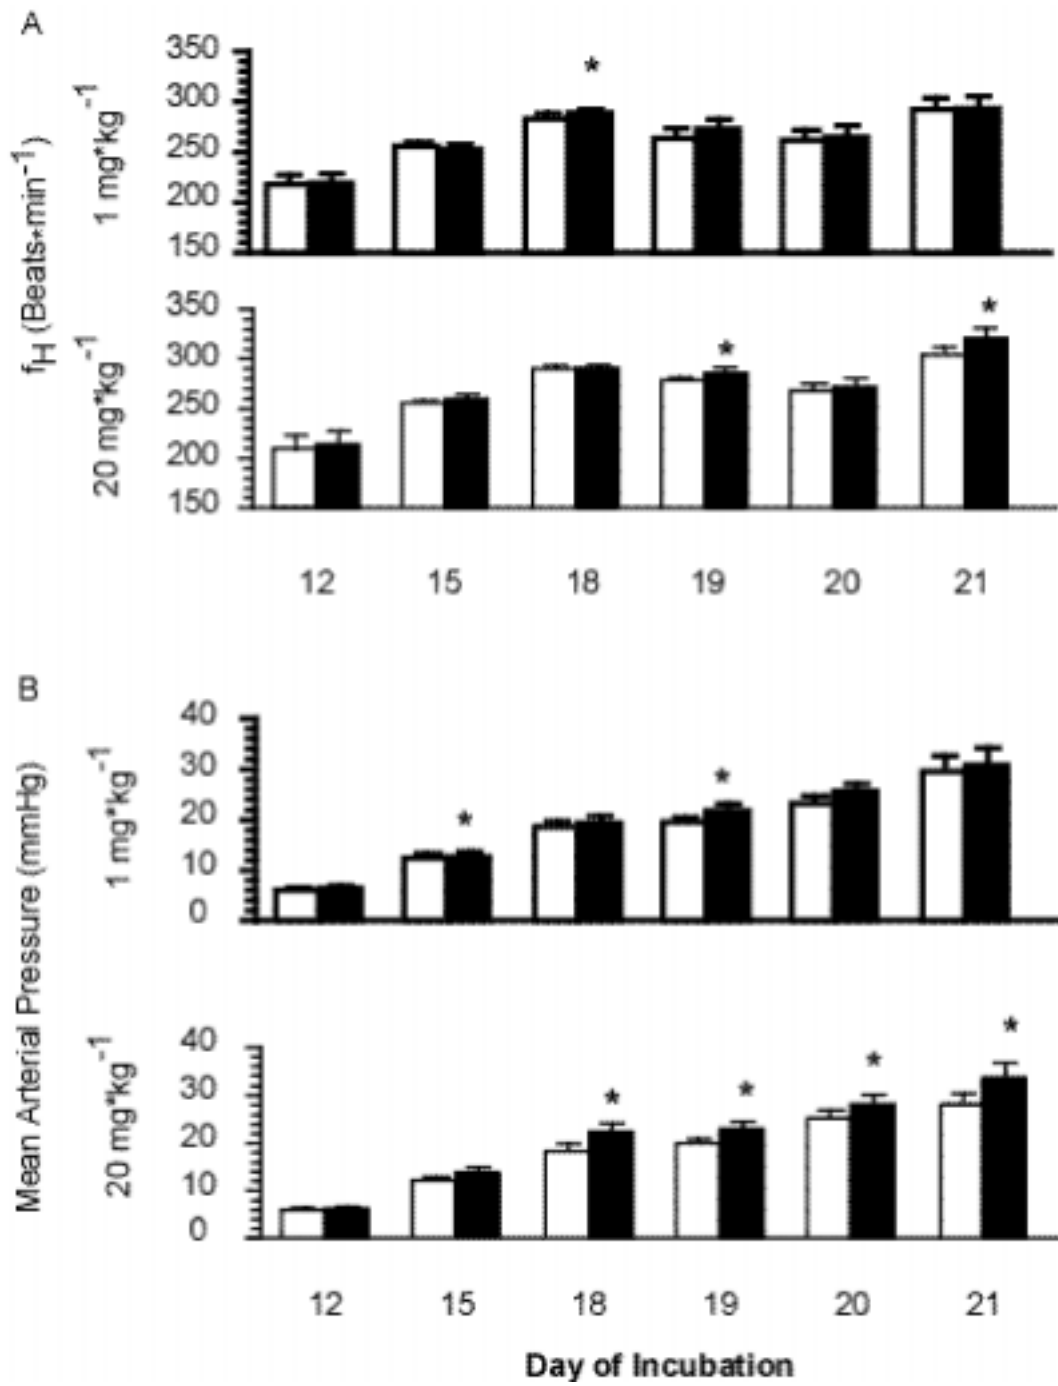 A
f_H (Beats*min^-1)
1 mg*kg^-1
350
300
250
200
150
*
20 mg*kg^-1
350
300
250
200
150
* *
12 15 18 19 20 21
B
Mean Arterial Pressure (mmHg)
1 mg*kg^-1
40
30
20
10
0
* *
20 mg*kg^-1
40
30
20
10
0
* * * *
12 15 18 19 20 21
Day of Incubation